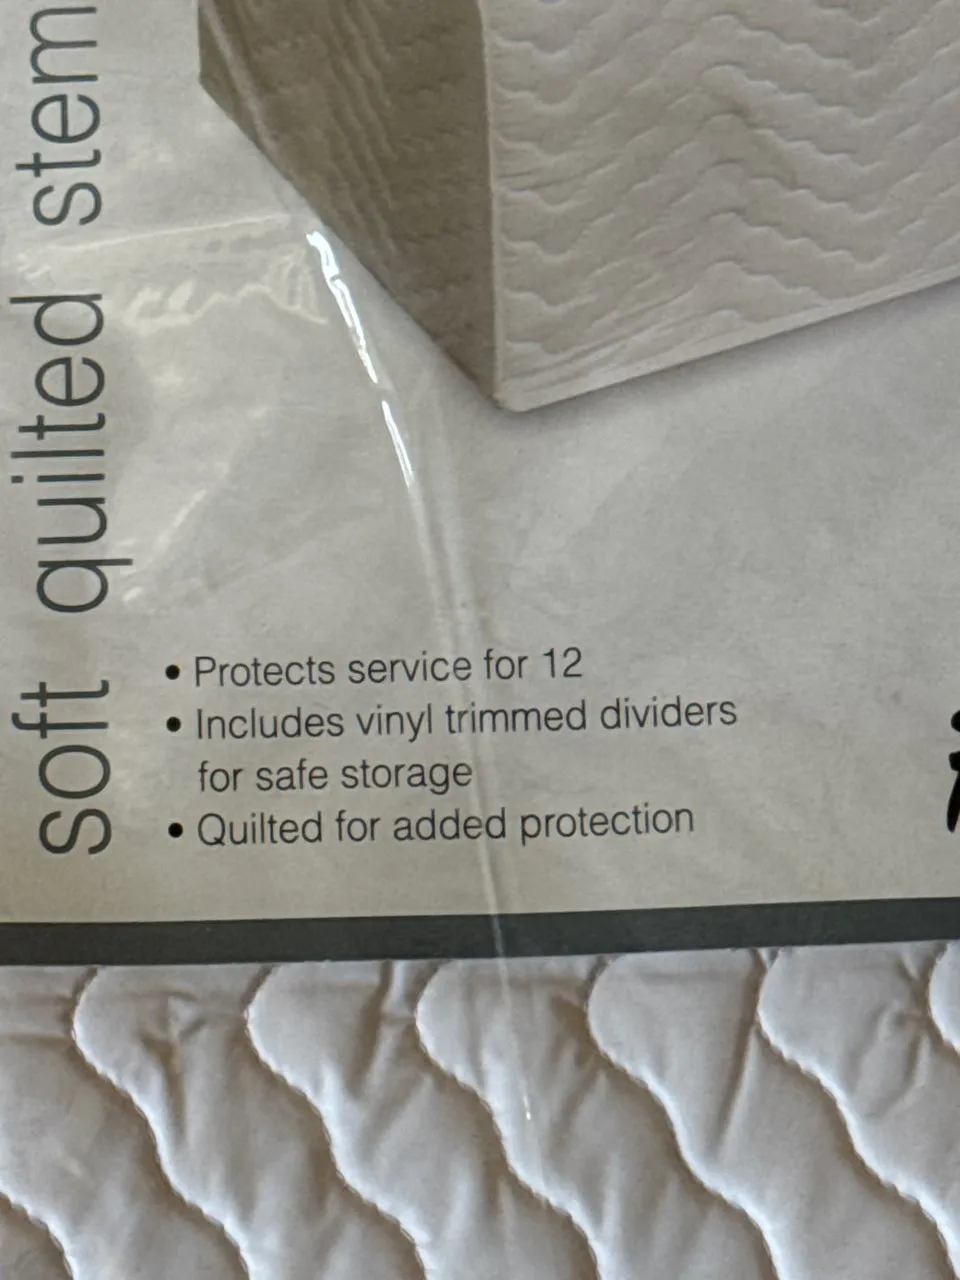 Soft quilted stem
• Protects service for 12
• Includes vinyl trimmed dividers
for safe storage
• Quilted for added protection